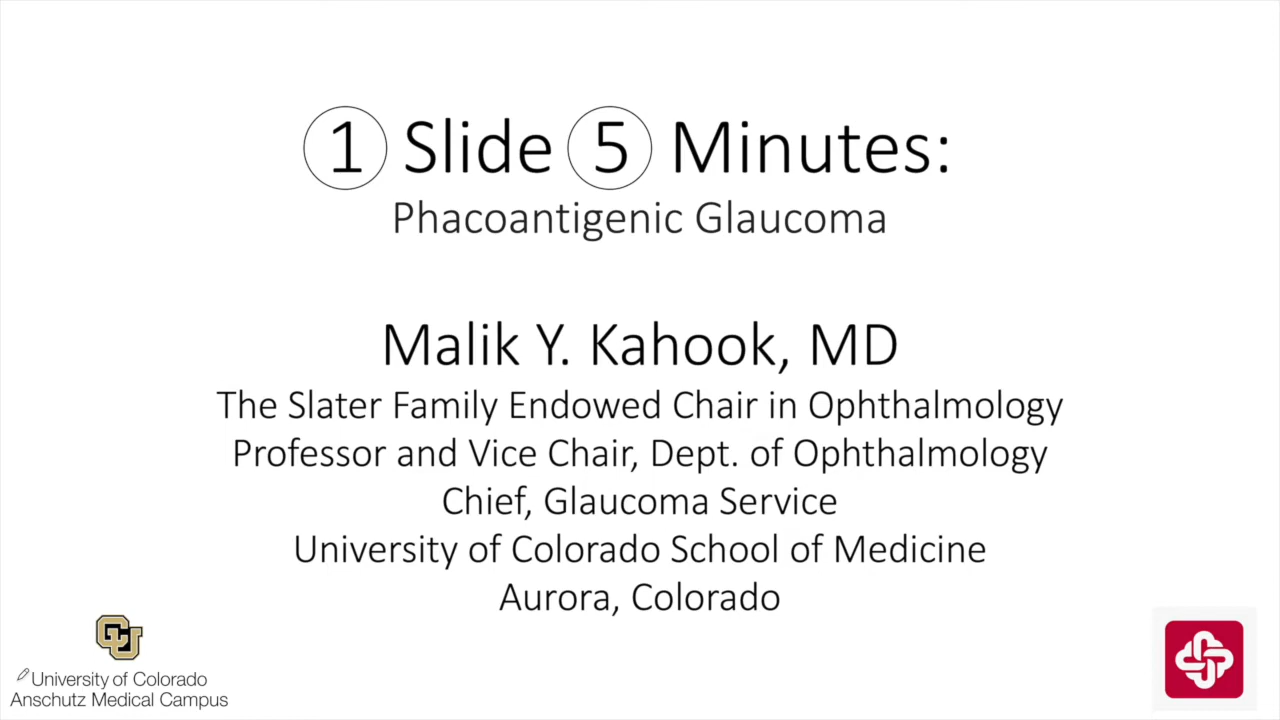 1 Slide 5 Minutes:
Phacoantigenic Glaucoma
Malik Y. Kahook, MD
The Slater Family Endowed Chair in Ophthalmology
Professor and Vice Chair, Dept. of Ophthalmology
Chief, Glaucoma Service
University of Colorado School of Medicine
Aurora, Colorado
CU
University of Colorado
Anschutz Medical Campus